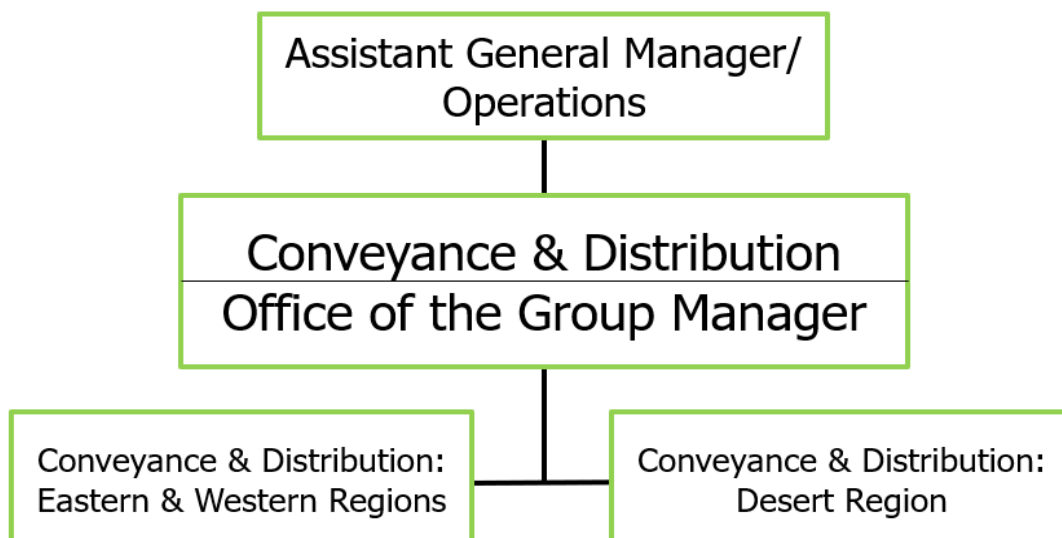 Assistant General Manager/
Operations
Conveyance & Distribution
Office of the Group Manager
Conveyance & Distribution:
Eastern & Western Regions
Conveyance & Distribution:
Desert Region